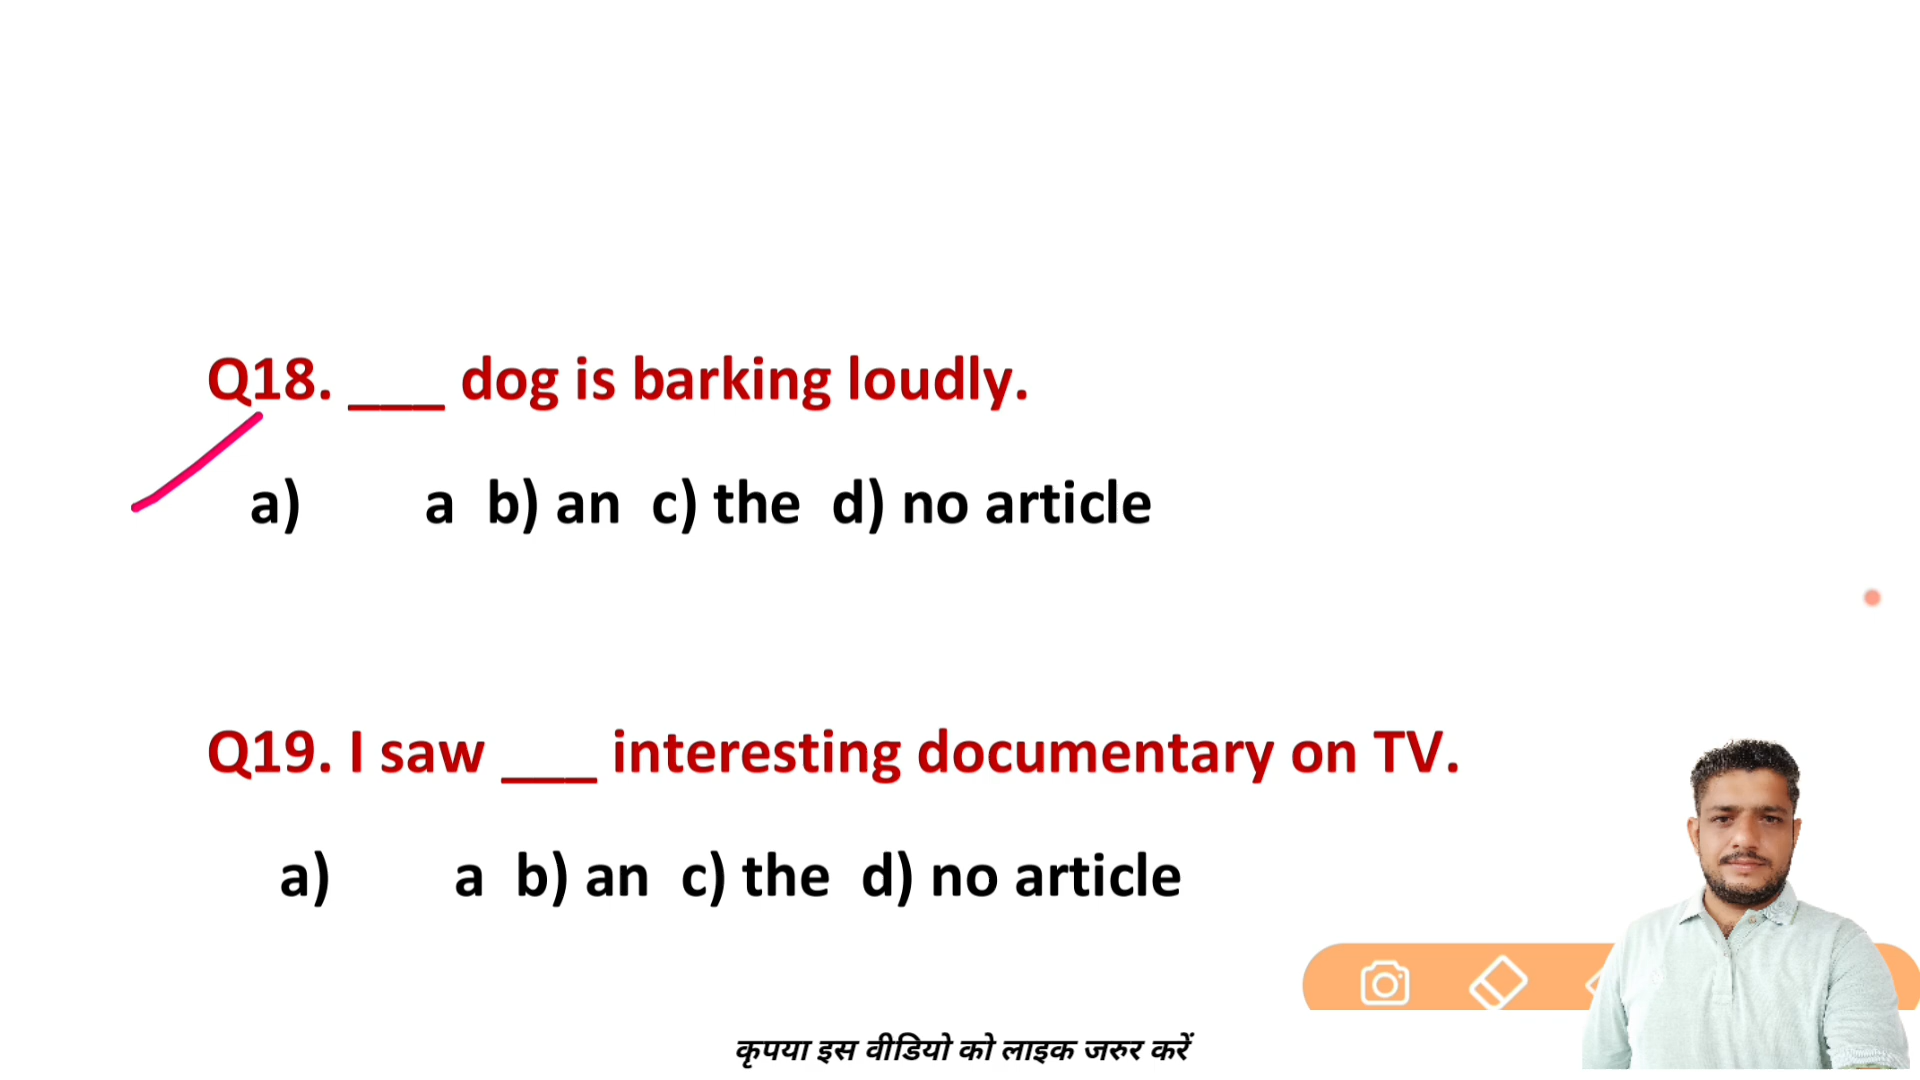 Q18. ___ dog is barking loudly.
a) a b) an c) the d) no article
Q19. I saw ___ interesting documentary on TV.
a) a b) an c) the d) no article
कृपया इस वीडियो को लाइक जरुर करें